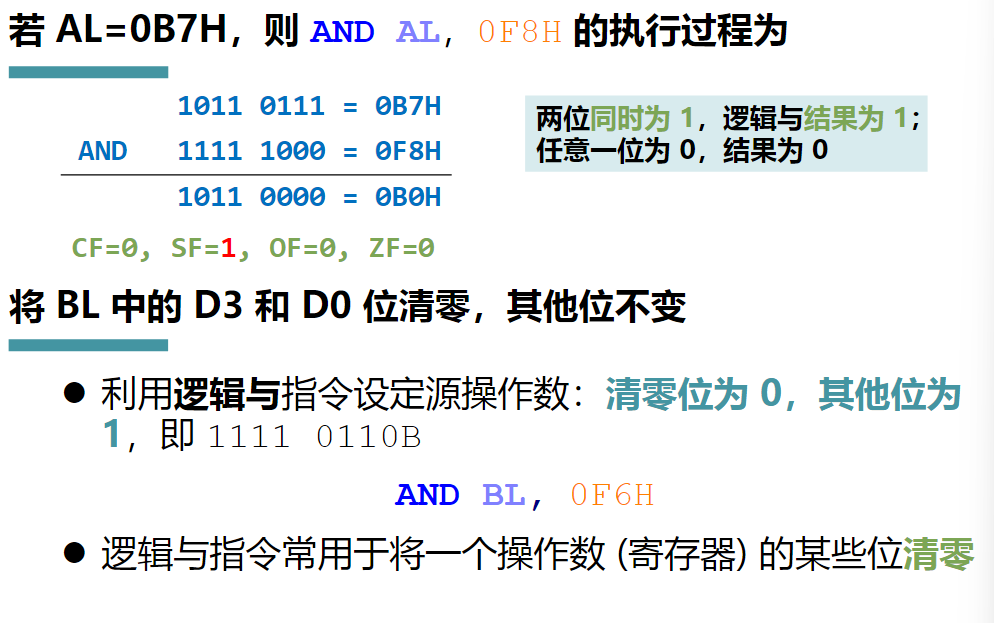 若 AL=0B7H，则 AND AL, 0F8H 的执行过程为
1011 0111 = 0B7H
AND 1111 1000 = 0F8H
1011 0000 = 0B0H
CF=0, SF=1, OF=0, ZF=0
两位同时为 1，逻辑与结果为 1；
任意一位为 0，结果为 0
将 BL 中的 D3 和 D0 位清零，其他位不变
● 利用逻辑与指令设定源操作数：清零位为 0，其他位为
1，即 1111 0110B
AND BL, 0F6H
● 逻辑与指令常用于将一个操作数 (寄存器) 的某些位清零